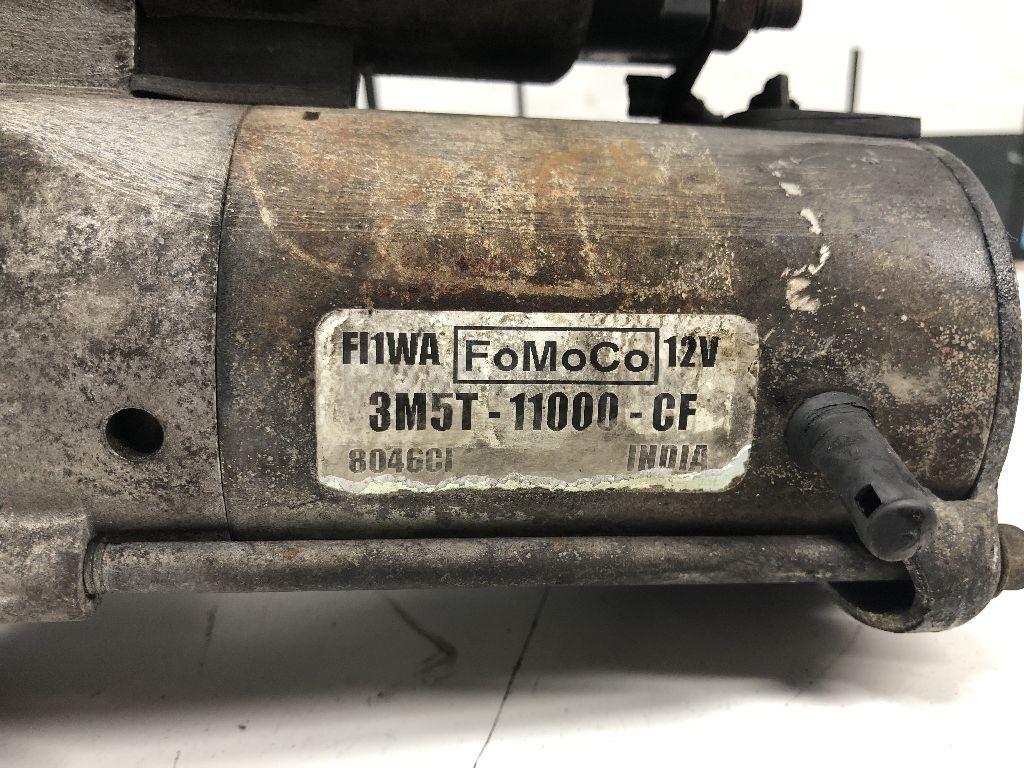 FI1WA FoMoCo 12V
3M5T-11000-CF
8046CI INDIA